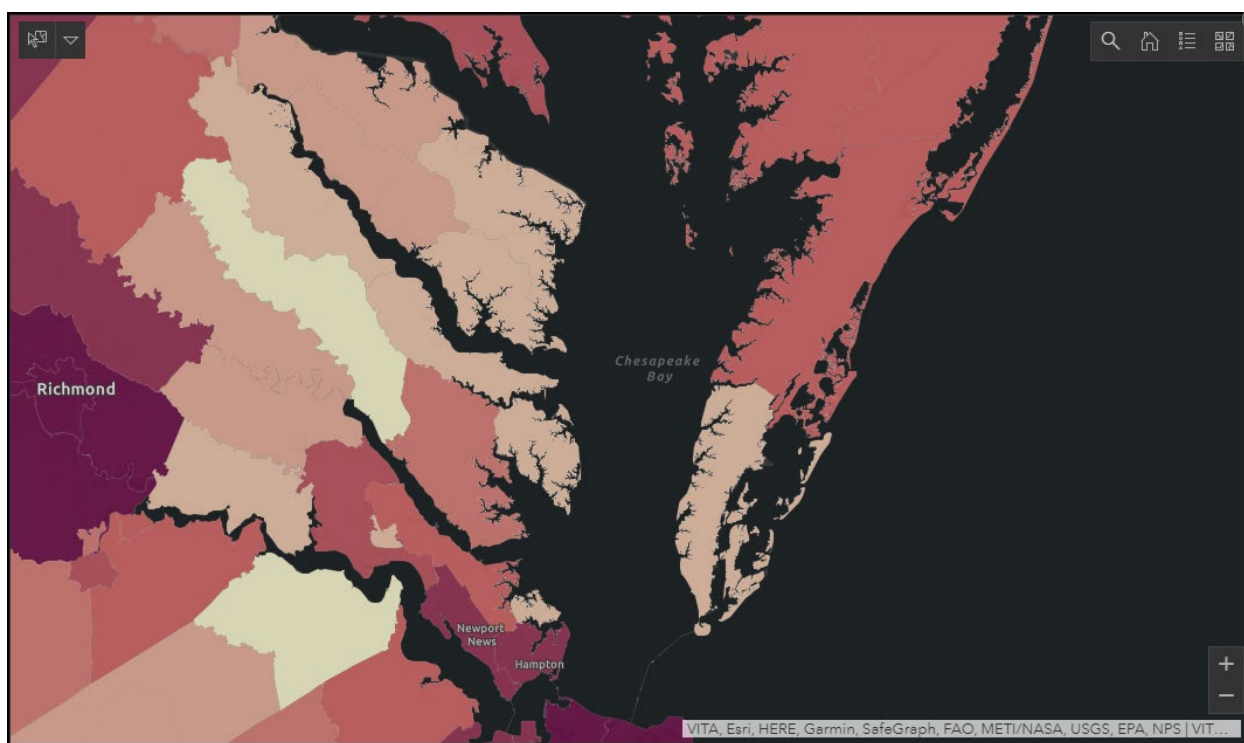 Chesapeake
Bay
Richmond
Newport
News
Hampton
VITA, Esri, HERE, Garmin, SafeGraph, FAO, METI/NASA, USGS, EPA, NPS | VIT...